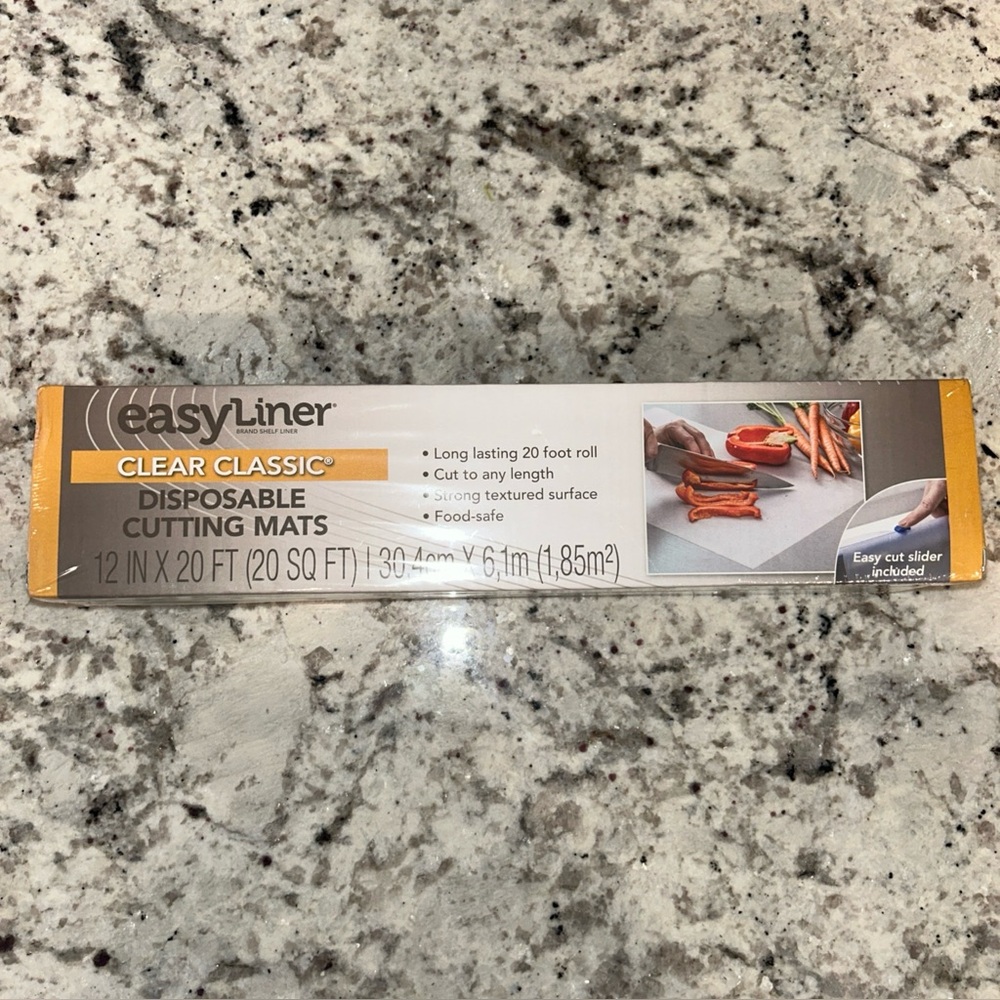 easyLiner®
BRAND SHELF LINER
CLEAR CLASSIC®
DISPOSABLE
CUTTING MATS
12 IN X 20 FT (20 SQ FT) | 30,4cm X 6,1m (1,85m²)
• Long lasting 20 foot roll
• Cut to any length
• Strong textured surface
• Food-safe
Easy cut slider
included